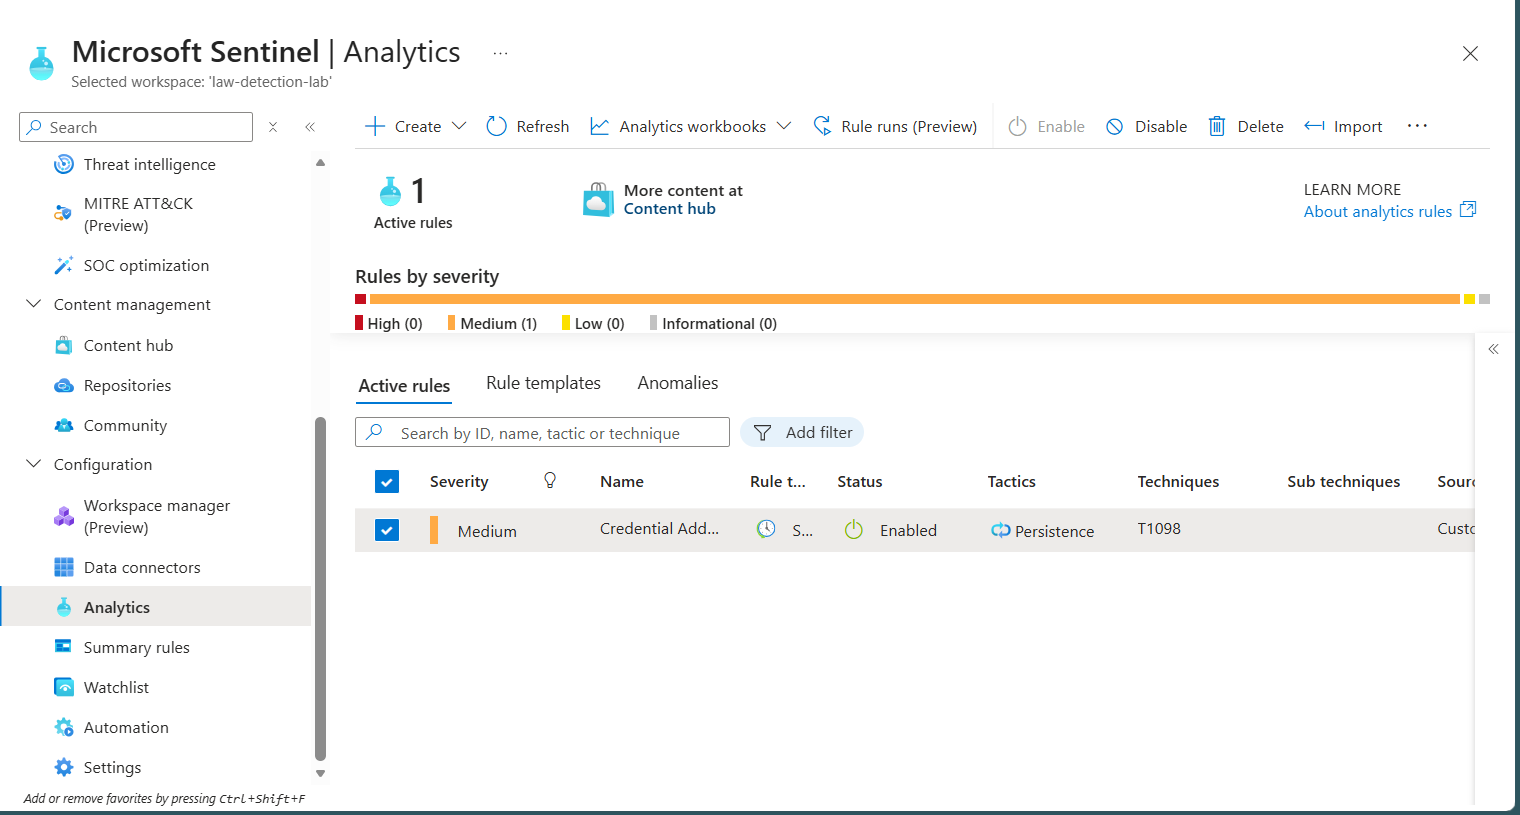 Microsoft Sentinel | Analytics ...
Selected workspace: 'law-detection-lab'
Search
Threat intelligence
MITRE ATT&CK
(Preview)
SOC optimization
Content management
Content hub
Repositories
Community
Configuration
Workspace manager
(Preview)
Data connectors
Analytics
Summary rules
Watchlist
Automation
Settings
Add or remove favorites by pressing Ctrl+Shift+F
Create Refresh Analytics workbooks Rule runs (Preview) Enable Disable Delete Import ...
1
Active rules
More content at
Content hub
LEARN MORE
About analytics rules
Rules by severity
High (0) Medium (1) Low (0) Informational (0)
Active rules Rule templates Anomalies
Search by ID, name, tactic or technique Add filter
Severity Name Rule t... Status Tactics Techniques Sub techniques Sourc
Medium Credential Add... S... Enabled Persistence T1098 Custo